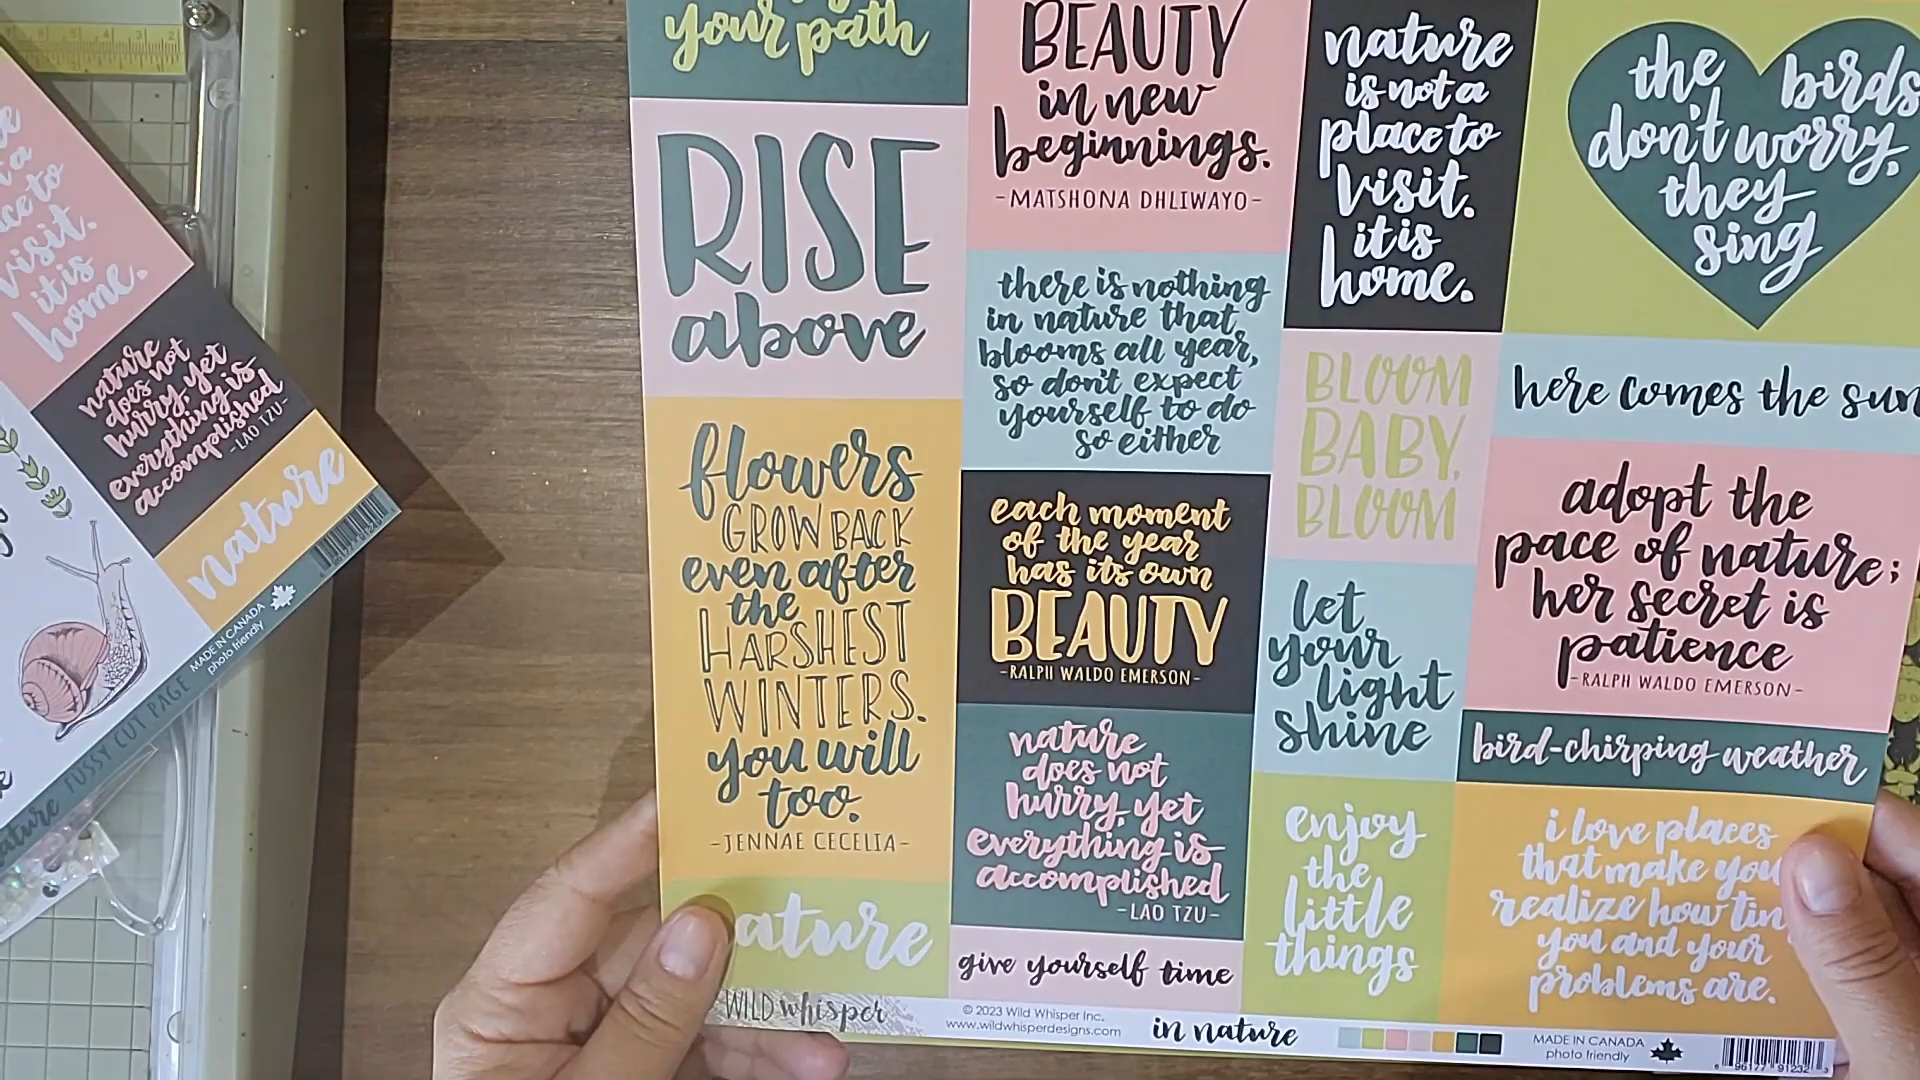 your path
RISE
above
flowers
GROW BACK
even after
the
HARSHEST
WINTERS.
you will
too.
-JENNAE CECELIA-
ature
BEAUTY
in new
beginnings.
-MATSHONA DHLIWAYO-
there is nothing
in nature that
blooms all year,
so don't expect
yourself to do
so either
each moment
of the year
has its own
BEAUTY
-RALPH WALDO EMERSON-
nature
does not
hurry, yet
everything is
accomplished
-LAO TZU-
give yourself time
nature
is not a
place to
visit.
it is
home.
BLOOM
BABY,
BLOOM
let
your
light
shine
enjoy
the
little
things
the birds
don't worry,
they
sing
here comes the sun
adopt the
pace of nature;
her secret is
patience
-RALPH WALDO EMERSON-
bird-chirping weather
i love places
that make you
realize how tin
you and your
problems are.
WILD whisper
© 2023 Wild Whisper Inc.
www.wildwhisperdesigns.com
in nature
MADE IN CANADA
photo friendly
visit.
it is
home.
nature
does not
hurry, yet
everything is
accomplished
-LAO TZU-
nature
MADE IN CANADA
photo friendly
FUSSY CUT PAGE